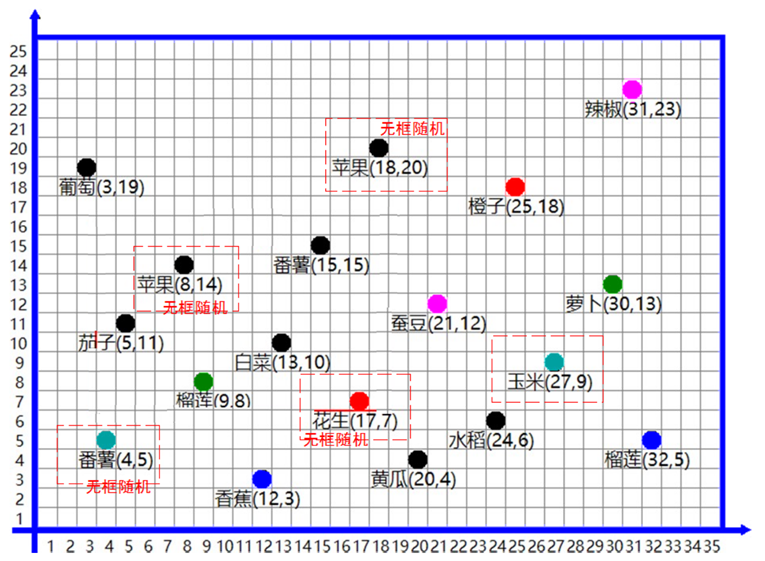 25
24
23
辣椒(31,23)
22
21
无框随机
20
苹果(18,20)
19
葡萄(3,19)
18
橙子(25,18)
17
16
15
番薯(15,15)
14
苹果(8,14)
13
无框随机
萝卜(30,13)
12
蚕豆(21,12)
11
茄子(5,11)
10
白菜(13,10)
9
玉米(27,9)
8
榴莲(9,8)
7
花生(17,7)
无框随机
6
水稻(24,6)
5
番薯(4,5)
榴莲(32,5)
4
黄瓜(20,4)
无框随机
3
香蕉(12,3)
2
1
1 2 3 4 5 6 7 8 9 10 11 12 13 14 15 16 17 18 19 20 21 22 23 24 25 26 27 28 29 30 31 32 33 34 35